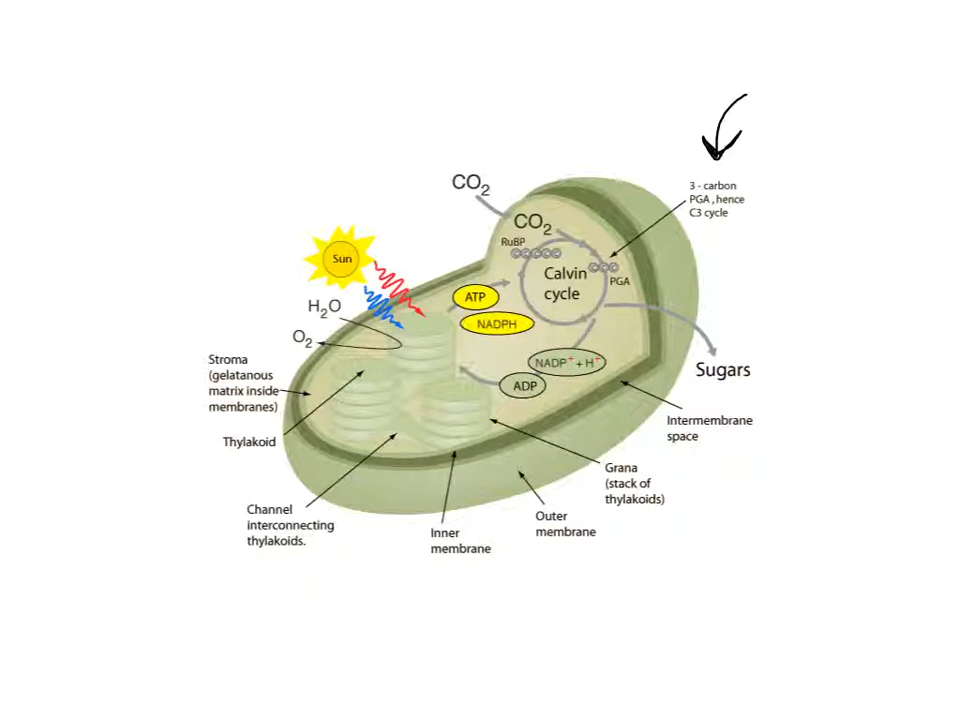 3 - carbon
PGA , hence
C3 cycle
CO2
CO2
RuBP
Sun
Calvin
cycle
PGA
ATP
H2O
NADPH
O2
NADP+ + H+
Sugars
ADP
Stroma
(gelatanous
matrix inside
membranes)
Thylakoid
Intermembrane
space
Grana
(stack of
thylakoids)
Channel
interconnecting
thylakoids.
Outer
membrane
Inner
membrane
C C C C C
C C C